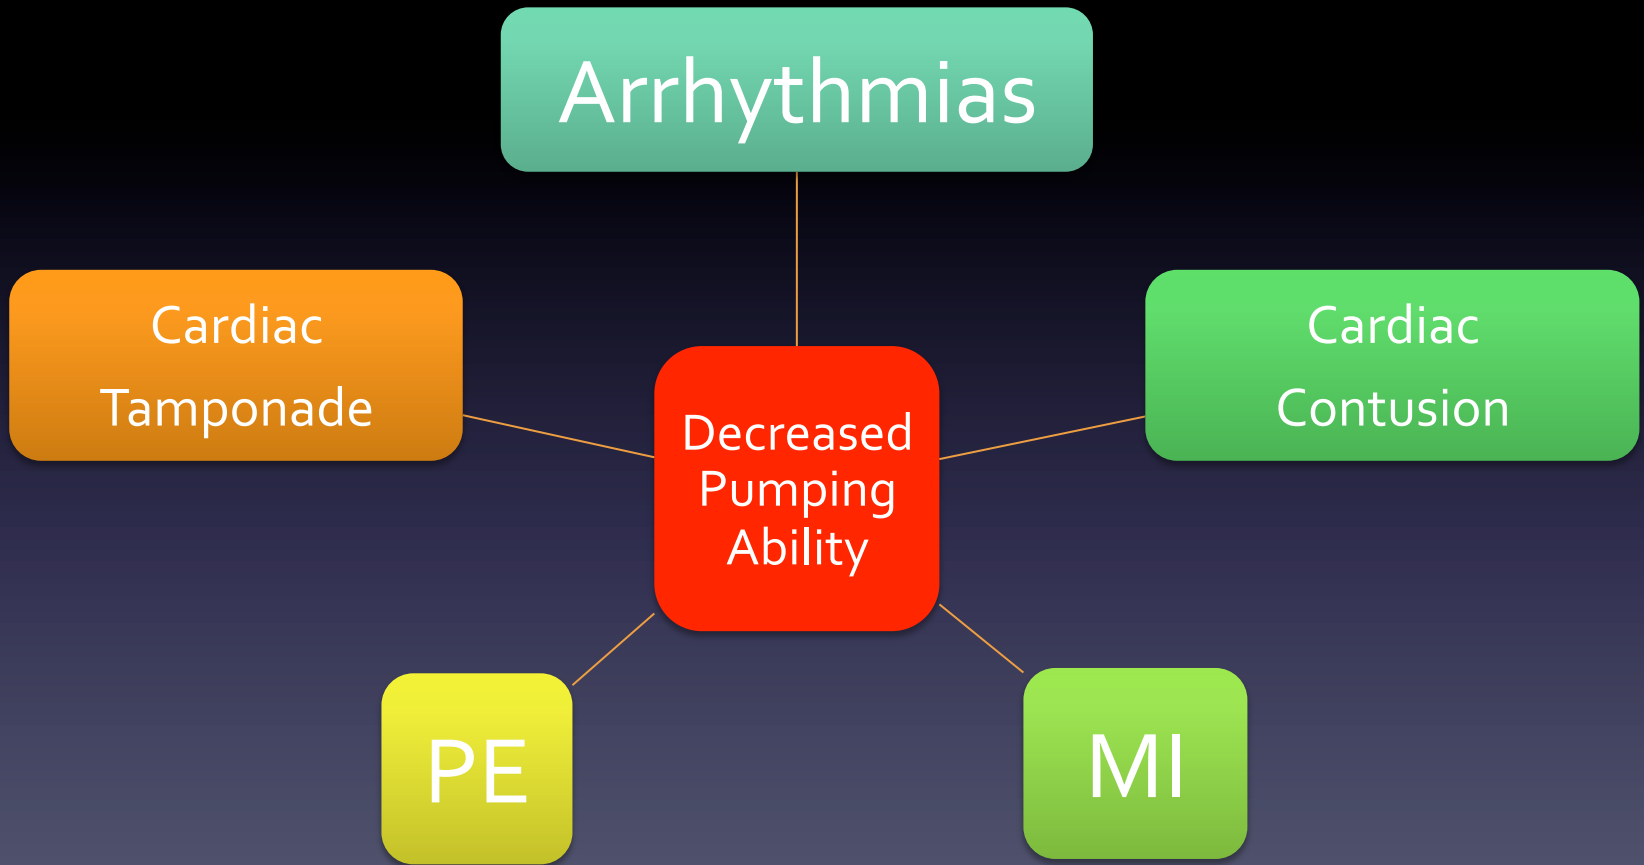 Arrhythmias
Cardiac
Tamponade
Cardiac
Contusion
Decreased
Pumping
Ability
PE
MI